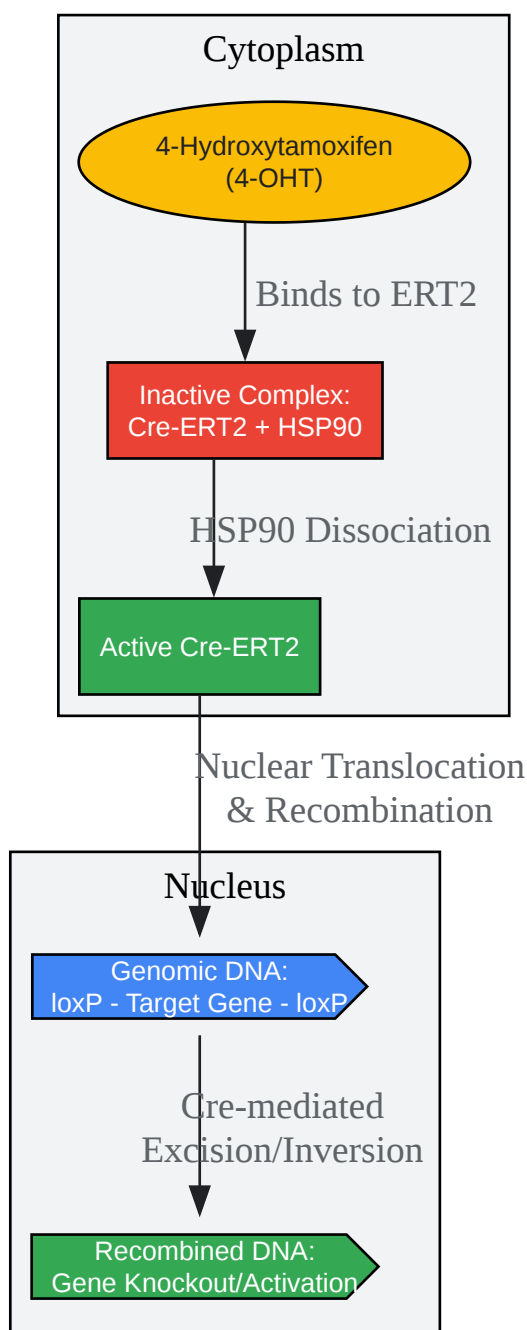 Cytoplasm
4-Hydroxytamoxifen
(4-OHT)
Binds to ERT2
Inactive Complex:
Cre-ERT2 + HSP90
HSP90 Dissociation
Active Cre-ERT2
Nuclear Translocation
& Recombination
Nucleus
Genomic DNA:
loxP - Target Gene - loxP
Cre-mediated
Excision/Inversion
Recombined DNA:
Gene Knockout/Activation